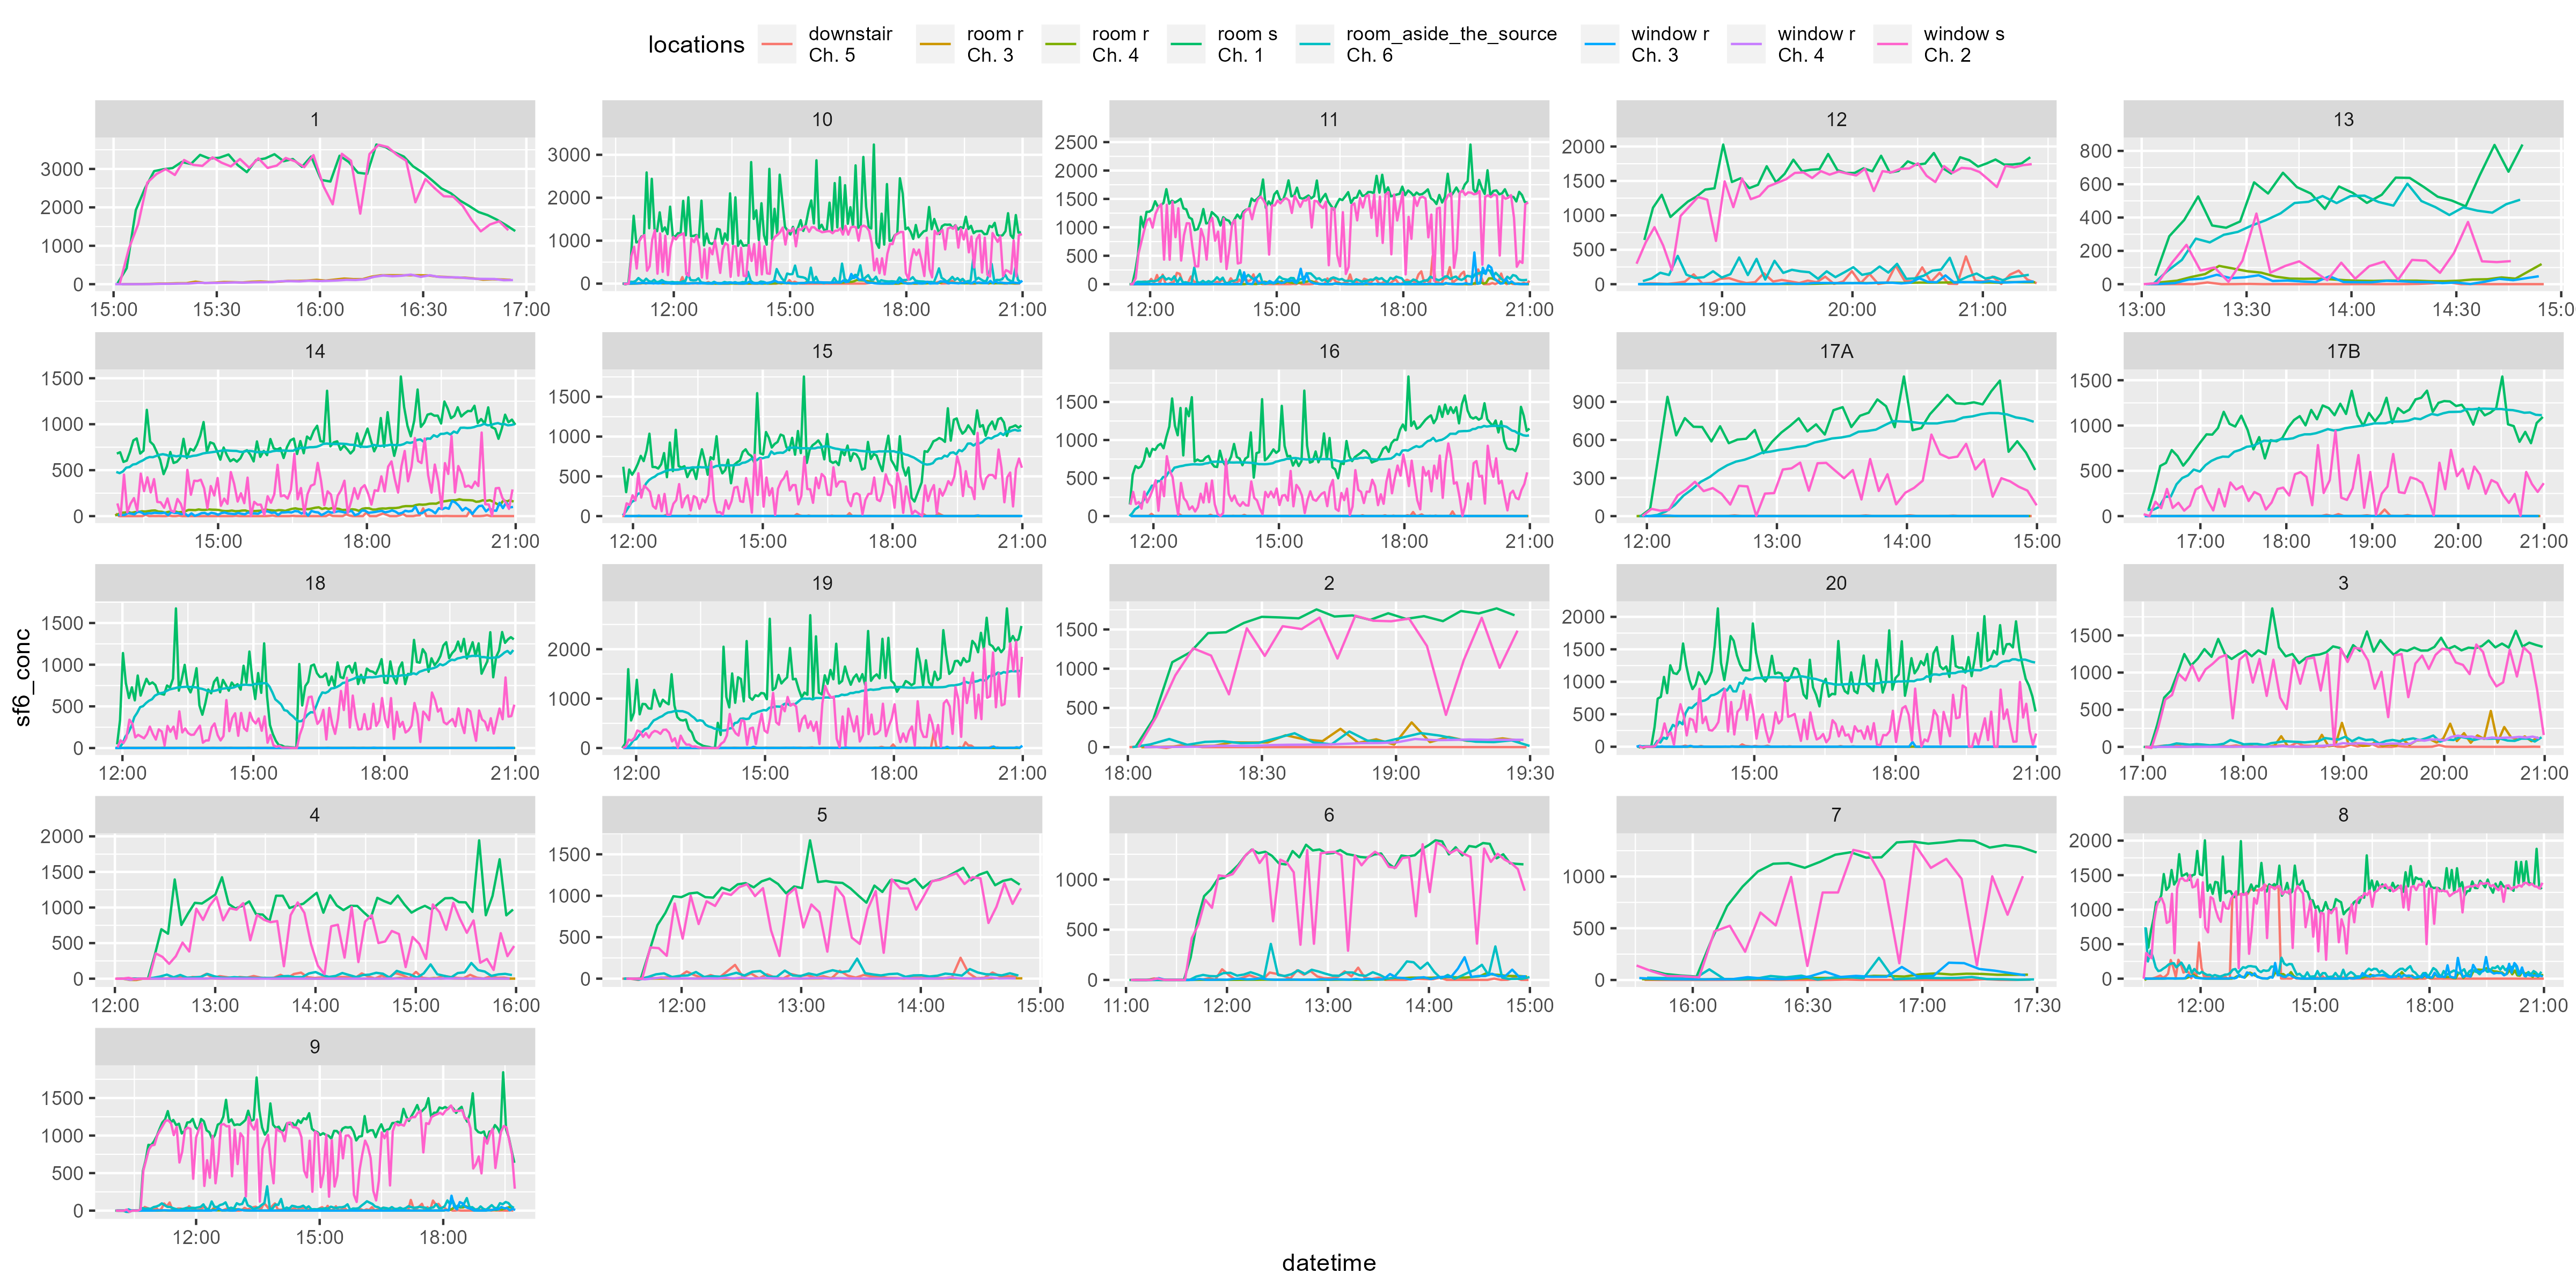 locations
downstair
Ch. 5
room r
Ch. 3
room r
Ch. 4
room s
Ch. 1
room_aside_the_source
Ch. 6
window r
Ch. 3
window r
Ch. 4
window s
Ch. 2
sf6_conc
1
3000
2000
1000
0
15:00 15:30 16:00 16:30 17:00
10
3000
2000
1000
0
12:00 15:00 18:00 21:00
11
2500
2000
1500
1000
500
0
12:00 15:00 18:00 21:00
12
2000
1500
1000
500
0
19:00 20:00 21:00
13
800
600
400
200
0
13:00 13:30 14:00 14:30 15:0
14
1500
1000
500
0
15:00 18:00 21:00
15
1500
1000
500
0
12:00 15:00 18:00 21:00
16
1500
1000
500
0
12:00 15:00 18:00 21:00
17A
900
600
300
0
12:00 13:00 14:00 15:00
17B
1500
1000
500
0
17:00 18:00 19:00 20:00 21:00
18
1500
1000
500
0
12:00 15:00 18:00 21:00
19
2000
1000
0
12:00 15:00 18:00 21:00
2
1500
1000
500
0
18:00 18:30 19:00 19:30
20
2000
1500
1000
500
0
15:00 18:00 21:00
3
1500
1000
500
0
17:00 18:00 19:00 20:00 21:00
4
2000
1500
1000
500
0
12:00 13:00 14:00 15:00 16:00
5
1500
1000
500
0
12:00 13:00 14:00 15:00
6
1000
500
0
11:00 12:00 13:00 14:00 15:00
7
1000
500
0
16:00 16:30 17:00 17:30
8
2000
1500
1000
500
0
12:00 15:00 18:00 21:00
9
1500
1000
500
0
12:00 15:00 18:00
datetime